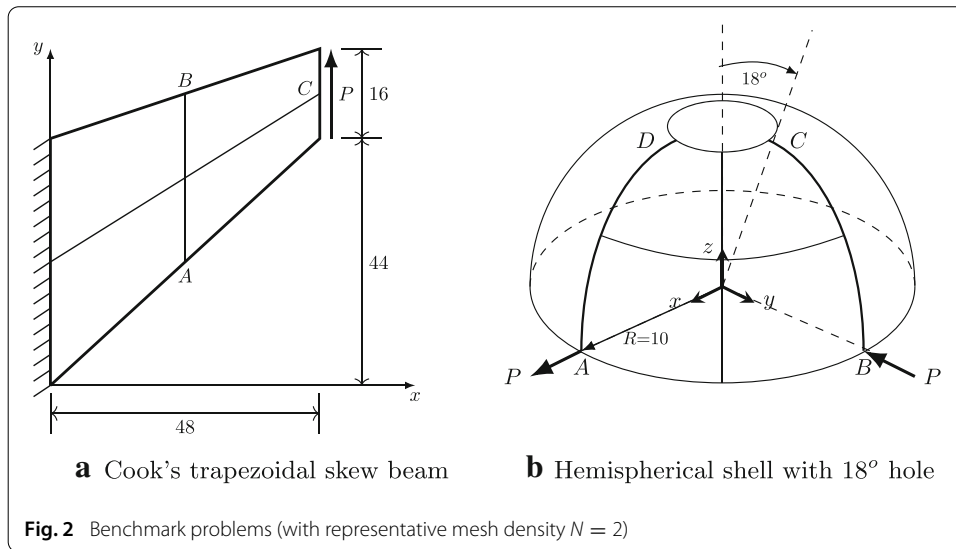 y
B
C
P
16
A
44
x
48
a Cook's trapezoidal skew beam
18°
D
C
z
x
y
R=10
P
A
B
P
b Hemispherical shell with 18° hole
Fig. 2 Benchmark problems (with representative mesh density N = 2)